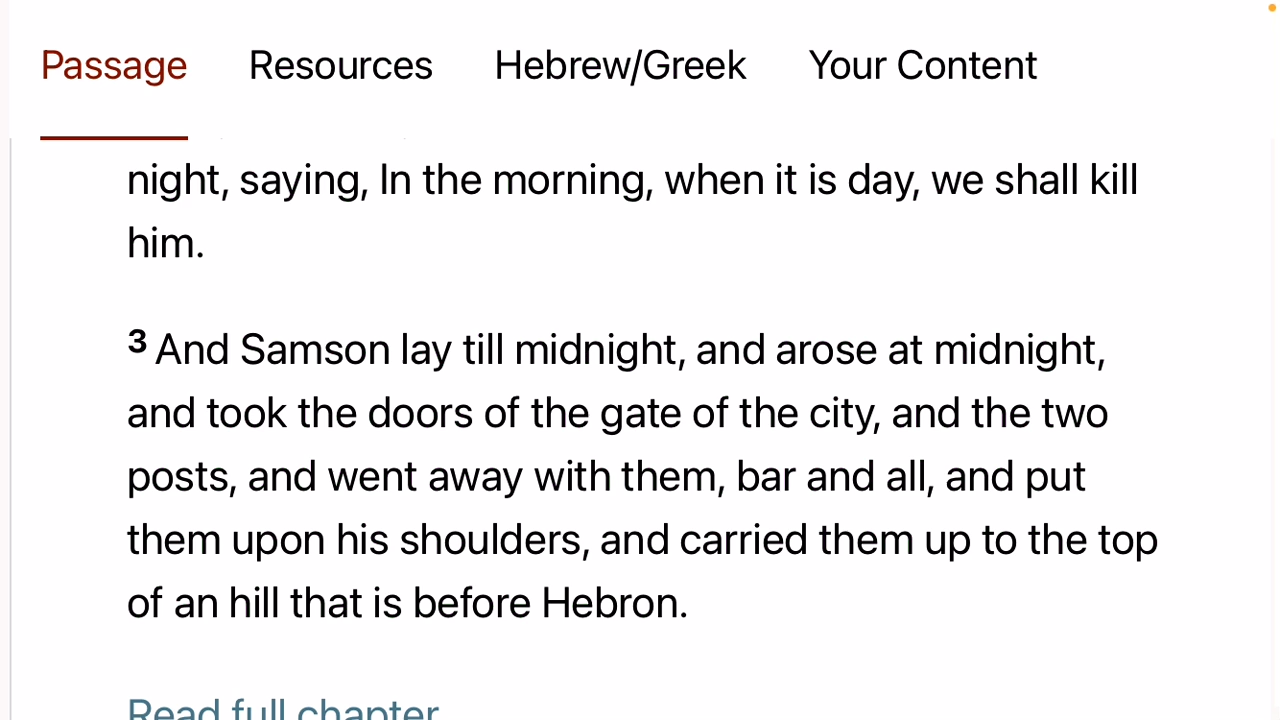 Passage Resources Hebrew/Greek Your Content
night, saying, In the morning, when it is day, we shall kill
him.
3 And Samson lay till midnight, and arose at midnight,
and took the doors of the gate of the city, and the two
posts, and went away with them, bar and all, and put
them upon his shoulders, and carried them up to the top
of an hill that is before Hebron.
Read full chapter